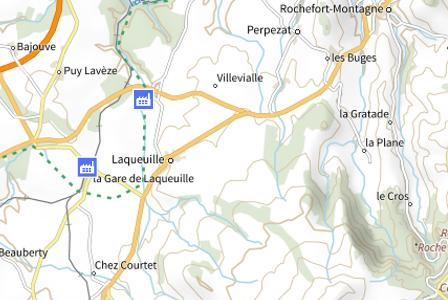 Rochefort-Montagne
Perpezat
Bajouve
les Buges
Puy Lavèze
Villevialle
la Gratade
la Plane
Laqueuille
la Gare de Laqueuille
le Cros
Beauberty
Chez Courtet